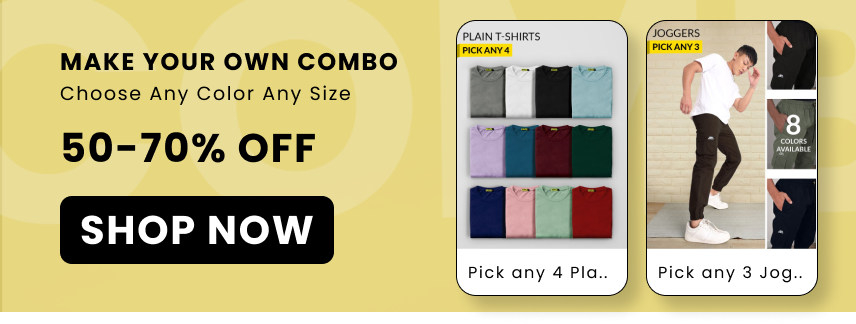 MAKE YOUR OWN COMBO
Choose Any Color Any Size
50-70% OFF
SHOP NOW
PLAIN T-SHIRTS
PICK ANY 4
Pick any 4 Pla..
JOGGERS
PICK ANY 3
8
COLORS
AVAILABLE
Pick any 3 Jog..